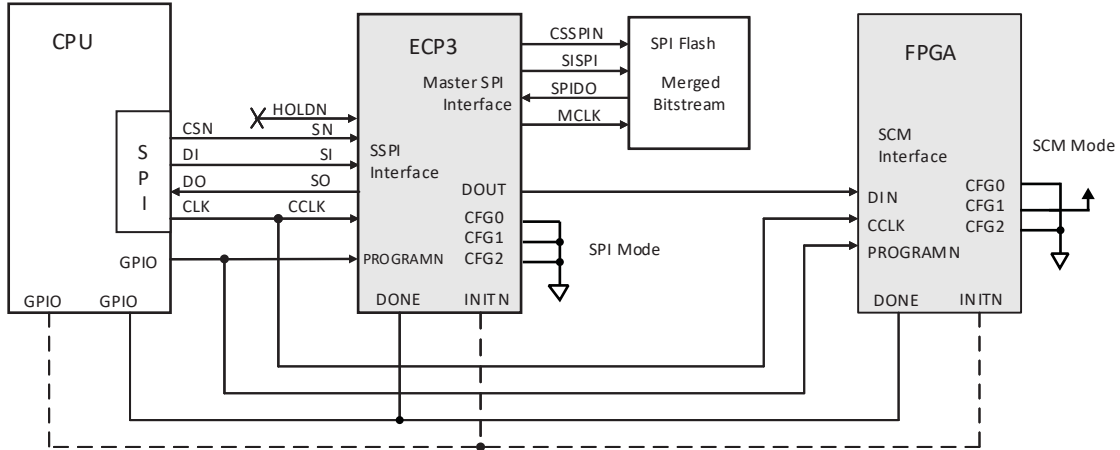 CPU
SPI
CSN
DI
DO
CLK
GPIO
GPIO
GPIO
HOLDN
SN
SI
SO
CCLK
ECP3
Master SPI
Interface
SSPI
Interface
DOUT
CFG0
CFG1
CFG2
PROGRAMN
DONE
INITN
SPI Mode
CSSPIN
SISPI
SPIDO
MCLK
SPI Flash
Merged
Bitstream
FPGA
SCM
Interface
DIN
CCLK
PROGRAMN
CFG0
CFG1
CFG2
DONE
INITN
SCM Mode